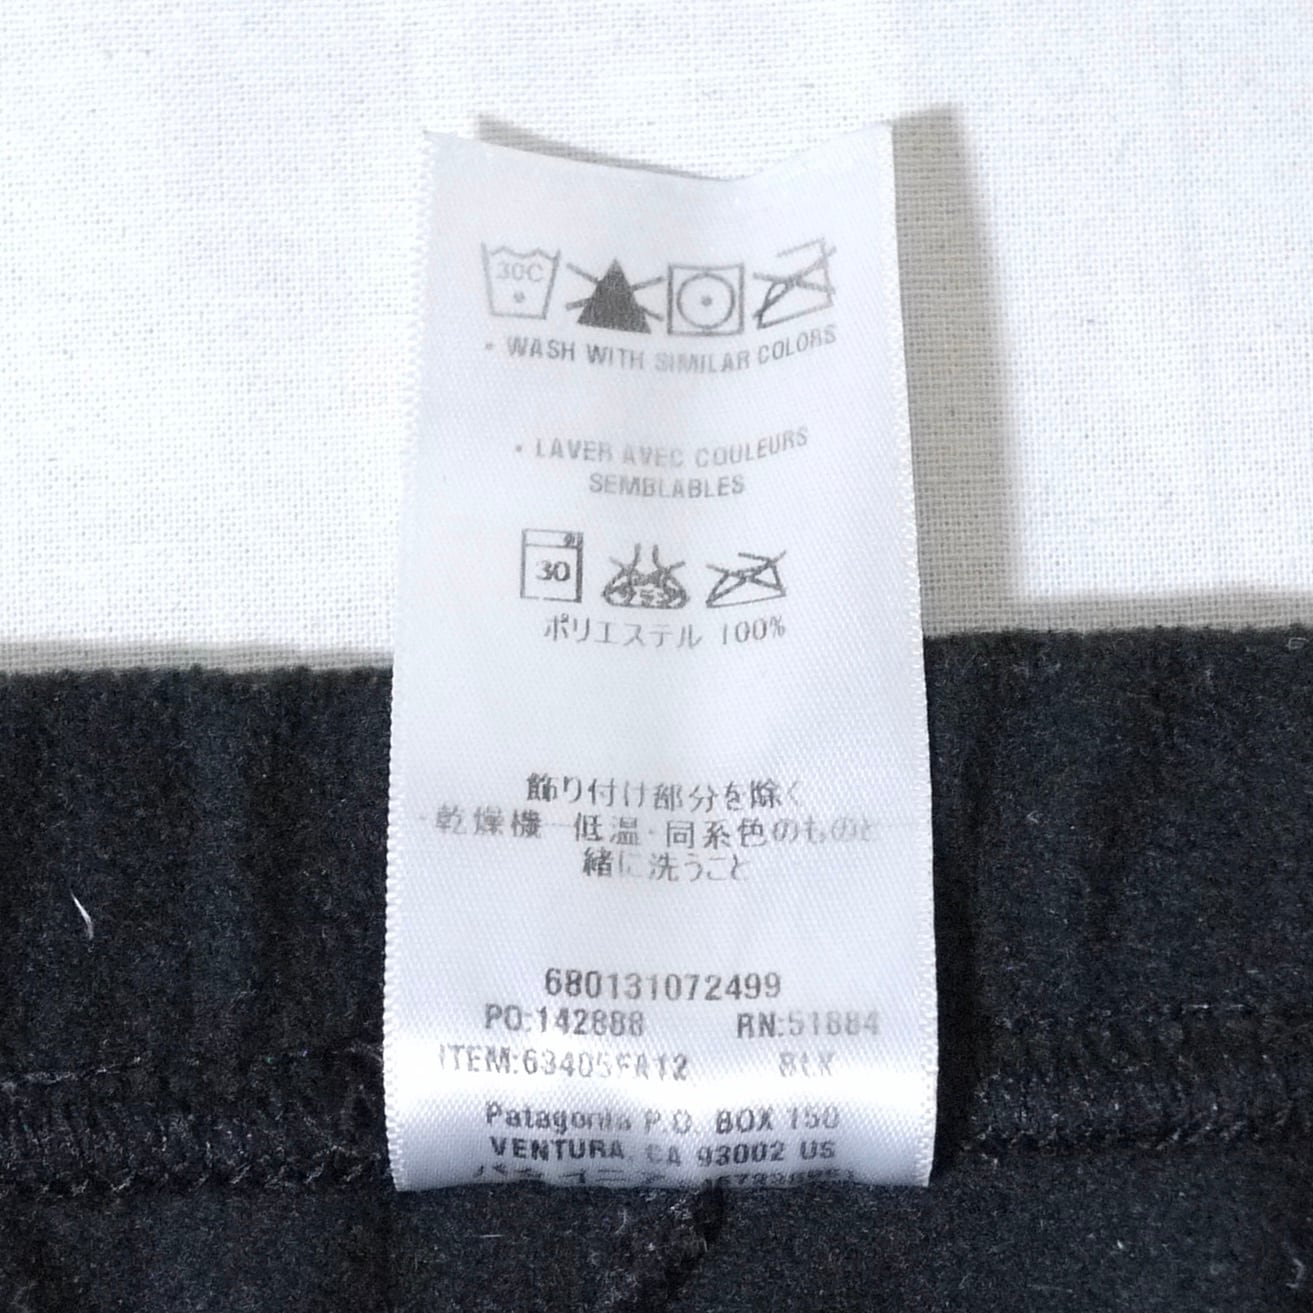 30C
• WASH WITH SIMILAR COLORS
• LAVER AVEC COULEURS
SEMBLABLES
30
ポリエステル 100%
飾り付け部分を除く
乾燥機 低温・同系色のものと
緒に洗うこと
680131072499
PO:142888 RN:51884
ITEM:63405FA12 BLK
Patagonia P.O. BOX 150
VENTURA, CA 93002 US